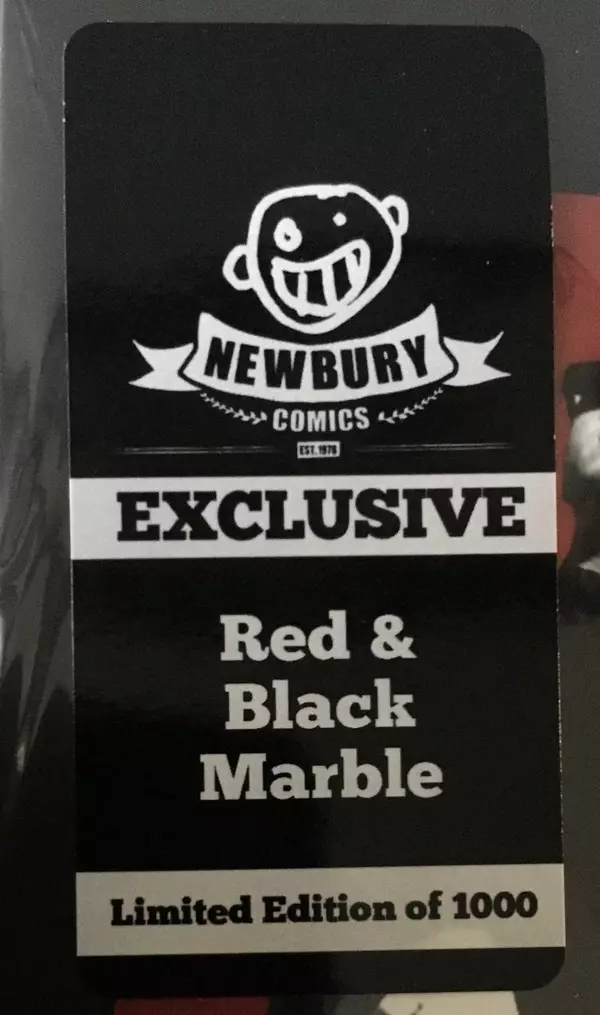 NEWBURY
COMICS
EST. 1978
EXCLUSIVE
Red &
Black
Marble
Limited Edition of 1000